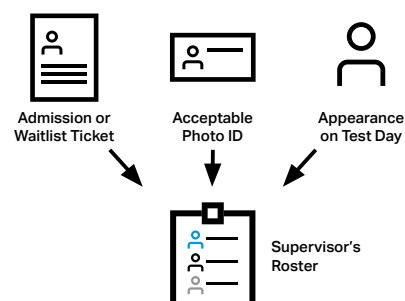 Admission or
Waitlist Ticket
Acceptable
Photo ID
Appearance
on Test Day
Supervisor's
Roster